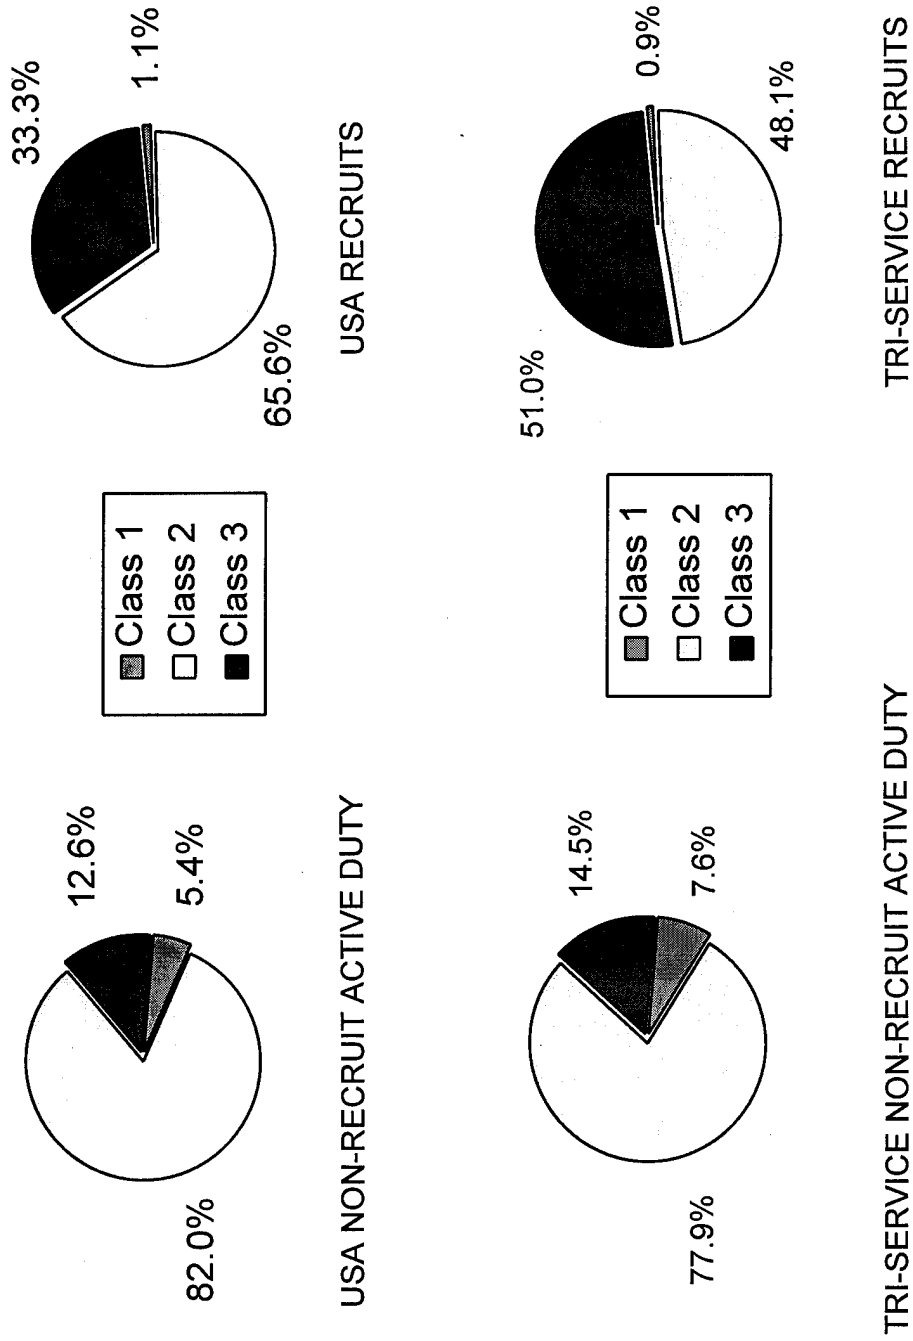 12.6%
5.4%
82.0%
USA NON-RECRUIT ACTIVE DUTY
Class 1
Class 2
Class 3
33.3%
1.1%
65.6%
USA RECRUITS
14.5%
7.6%
77.9%
TRI-SERVICE NON-RECRUIT ACTIVE DUTY
Class 1
Class 2
Class 3
51.0%
0.9%
48.1%
TRI-SERVICE RECRUITS